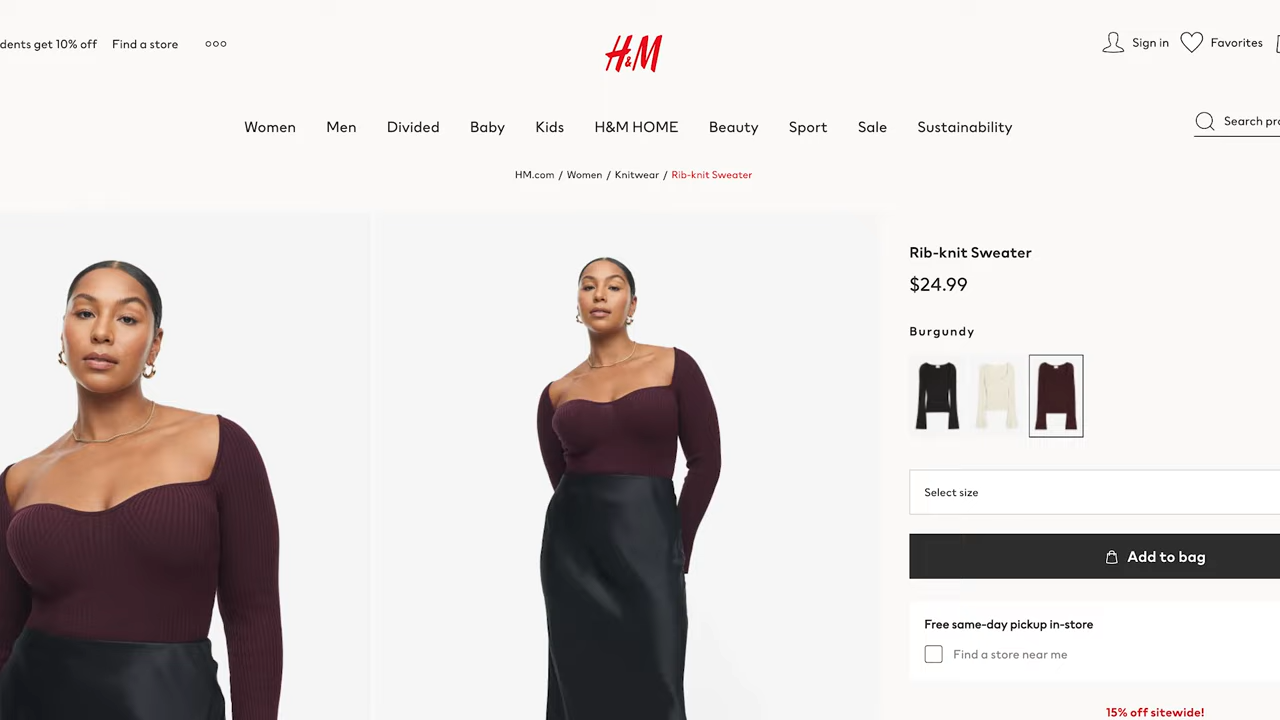 dents get 10% off
Find a store
H&M
Sign in
Favorites
Women
Men
Divided
Baby
Kids
H&M HOME
Beauty
Sport
Sale
Sustainability
Search pro
HM.com / Women / Knitwear / Rib-knit Sweater
Rib-knit Sweater
$24.99
Burgundy
Select size
Add to bag
Free same-day pickup in-store
Find a store near me
15% off sitewide!